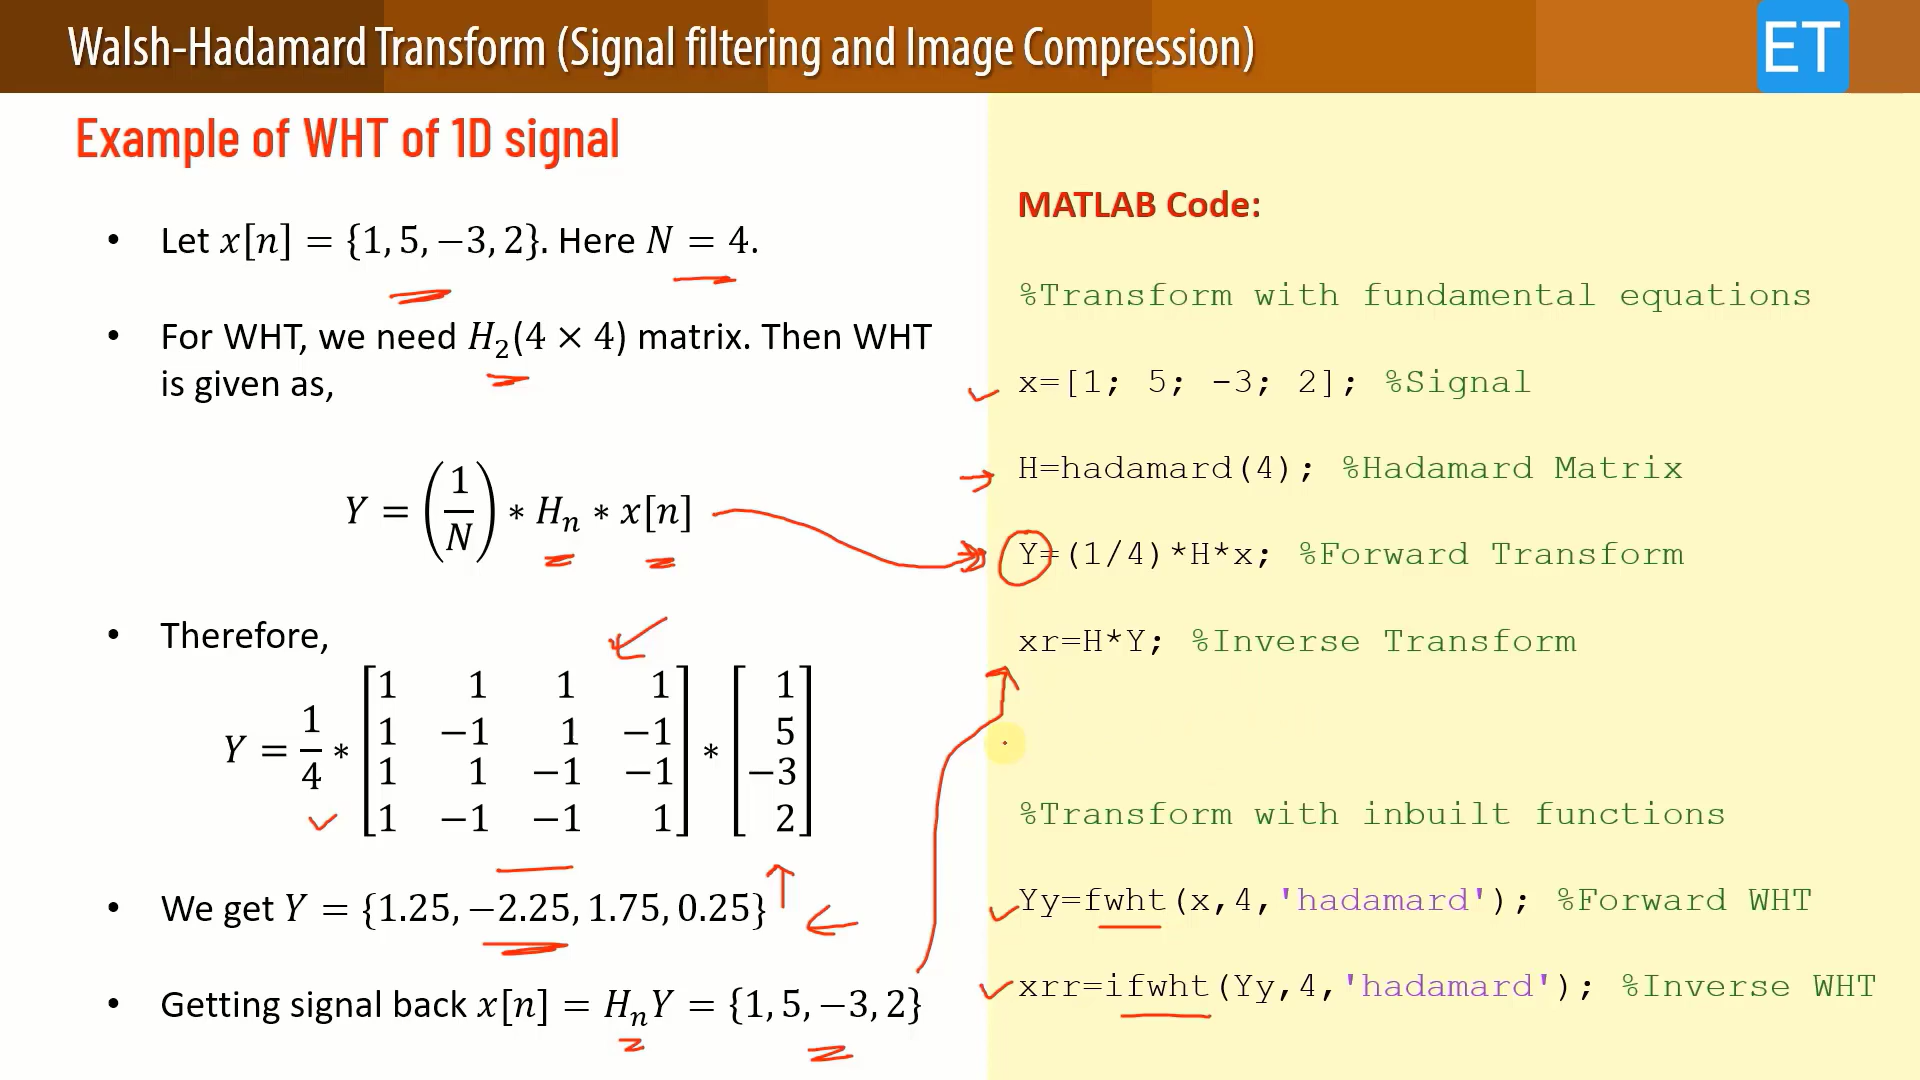 Walsh-Hadamard Transform (Signal filtering and Image Compression)
ET
Example of WHT of 1D signal
• Let x[n] = {1, 5, −3, 2}. Here N = 4.
• For WHT, we need H₂(4 × 4) matrix. Then WHT
is given as,
Y = (1/N) * Hₙ * x[n]
• Therefore,
Y = 1/4 * [1 1 1 1; 1 −1 1 −1; 1 1 −1 −1; 1 −1 −1 1] * [1; 5; −3; 2]
• We get Y = {1.25, −2.25, 1.75, 0.25}
• Getting signal back x[n] = HₙY = {1, 5, −3, 2}
MATLAB Code:
%Transform with fundamental equations
x=[1; 5; -3; 2]; %Signal
H=hadamard(4); %Hadamard Matrix
Y=(1/4)*H*x; %Forward Transform
xr=H*Y; %Inverse Transform
%Transform with inbuilt functions
Yy=fwht(x,4,'hadamard'); %Forward WHT
xrr=ifwht(Yy,4,'hadamard'); %Inverse WHT